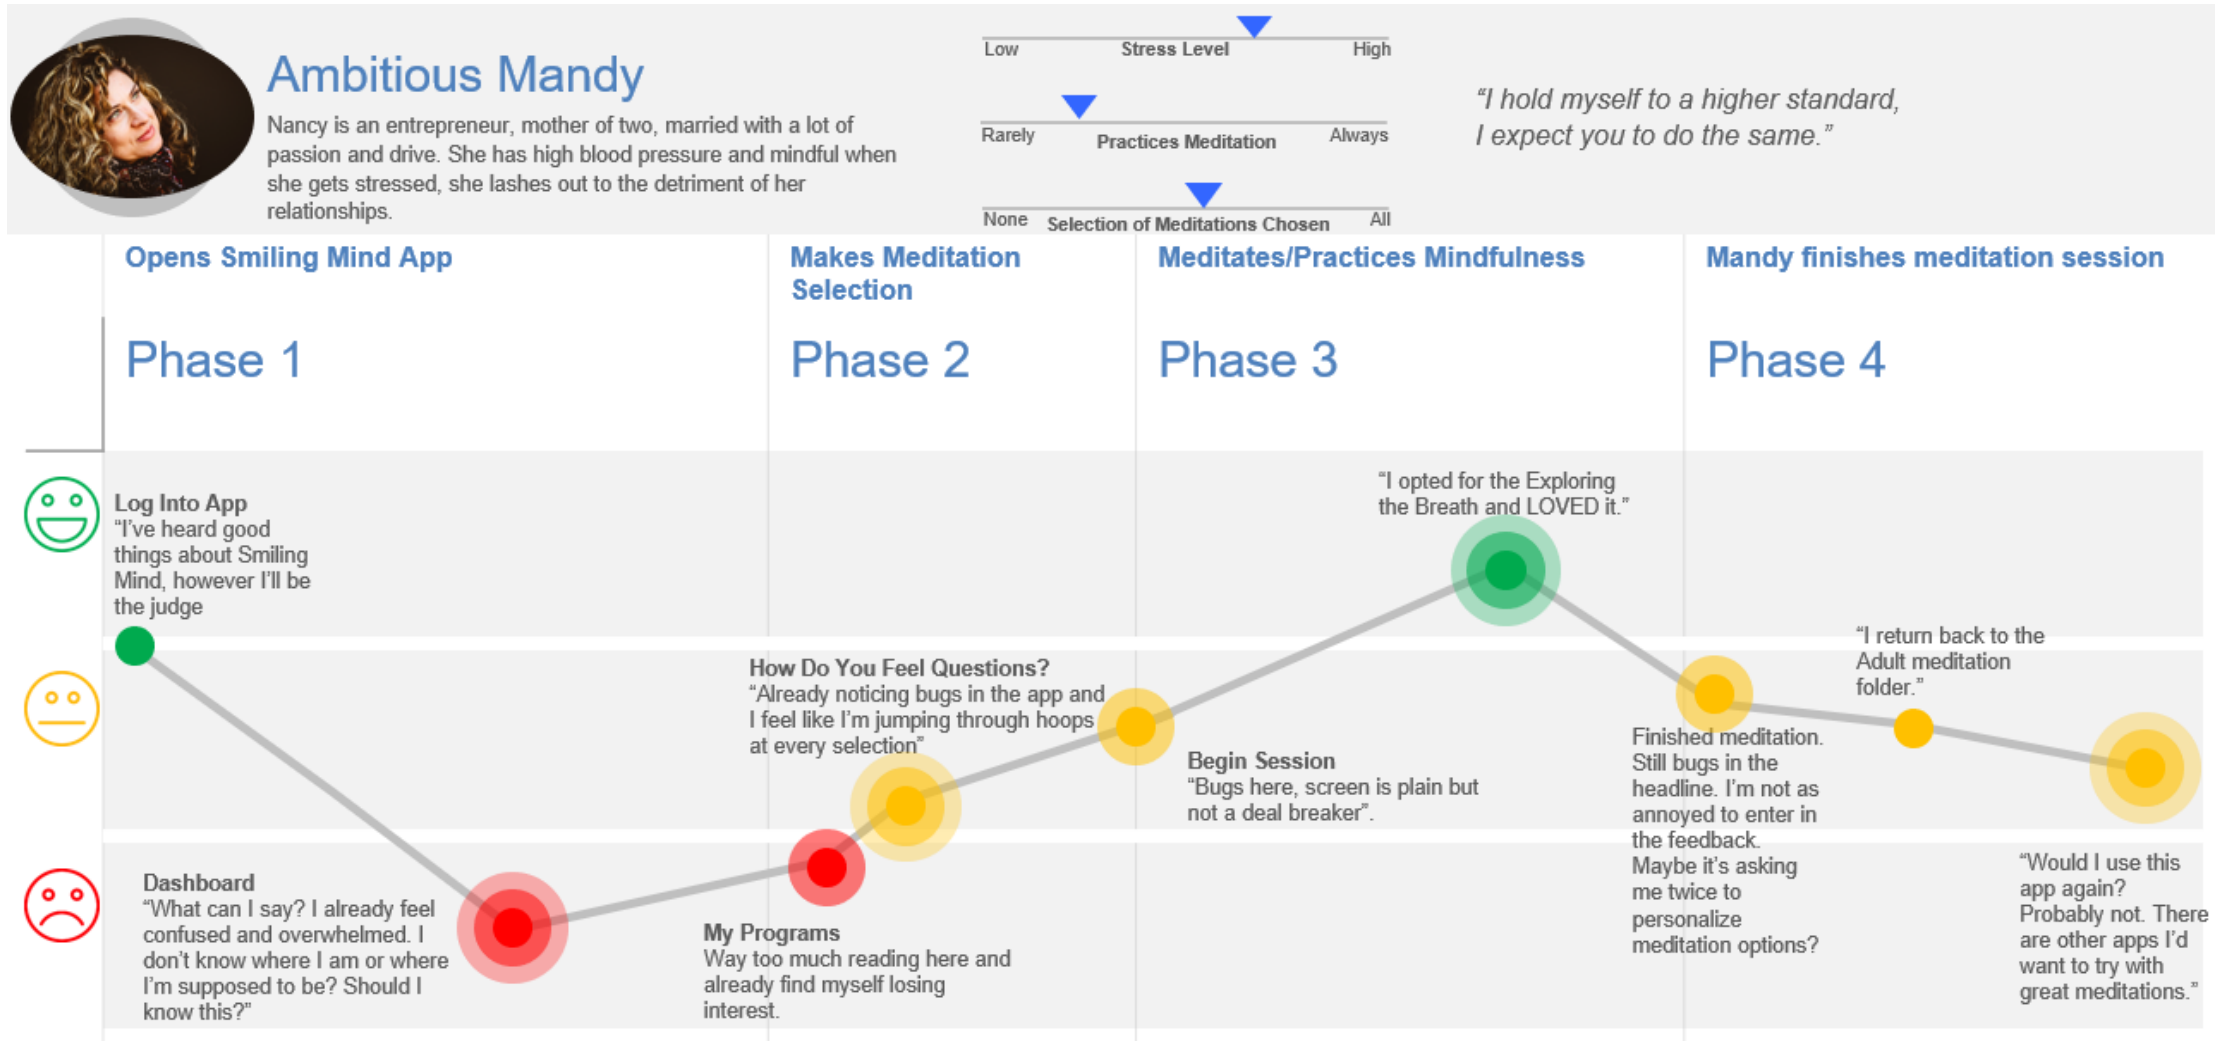 Ambitious Mandy
Nancy is an entrepreneur, mother of two, married with a lot of
passion and drive. She has high blood pressure and mindful when
she gets stressed, she lashes out to the detriment of her
relationships.
Low Stress Level High
Rarely Practices Meditation Always
None Selection of Meditations Chosen All
“I hold myself to a higher standard,
I expect you to do the same.”
Opens Smiling Mind App
Phase 1
Makes Meditation
Selection
Phase 2
Meditates/Practices Mindfulness
Phase 3
Mandy finishes meditation session
Phase 4
Log Into App
“I’ve heard good
things about Smiling
Mind, however I’ll be
the judge
Dashboard
“What can I say? I already feel
confused and overwhelmed. I
don’t know where I am or where
I’m supposed to be? Should I
know this?”
My Programs
Way too much reading here and
already find myself losing
interest.
How Do You Feel Questions?
“Already noticing bugs in the app and
I feel like I’m jumping through hoops
at every selection”
Begin Session
“Bugs here, screen is plain but
not a deal breaker”.
“I opted for the Exploring
the Breath and LOVED it.”
Finished meditation.
Still bugs in the
headline. I’m not as
annoyed to enter in
the feedback.
Maybe it’s asking
me twice to
personalize
meditation options?
“I return back to the
Adult meditation
folder.”
“Would I use this
app again?
Probably not. There
are other apps I’d
want to try with
great meditations.”